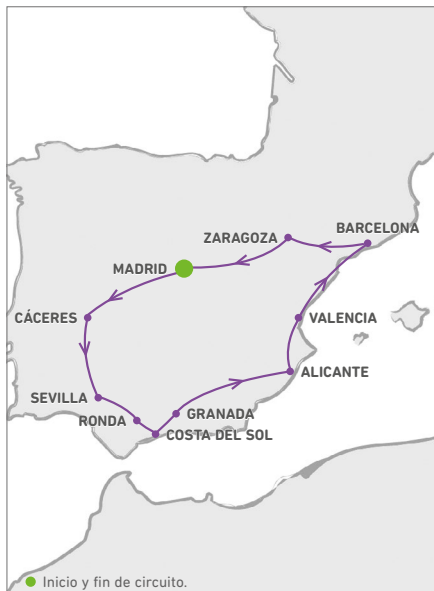 ZARAGOZA
BARCELONA
MADRID
CÁCERES
VALENCIA
ALICANTE
SEVILLA
GRANADA
RONDA
COSTA DEL SOL
Inicio y fin de circuito.